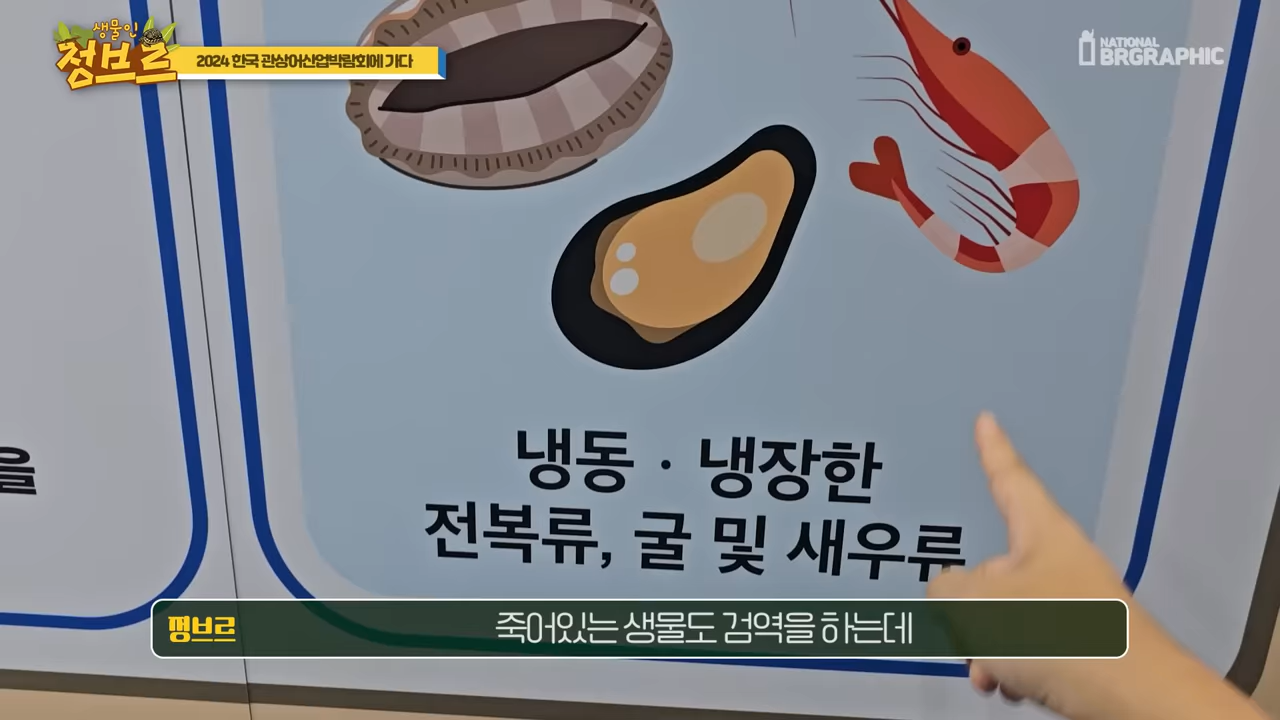 생물인
정브르
2024 한국 관상어산업박람회에 가다
NATIONAL
BRGRAPHIC
을
냉동 · 냉장한
전복류, 굴 및 새우류
쩡브르 죽어있는 생물도 검역을 하는데